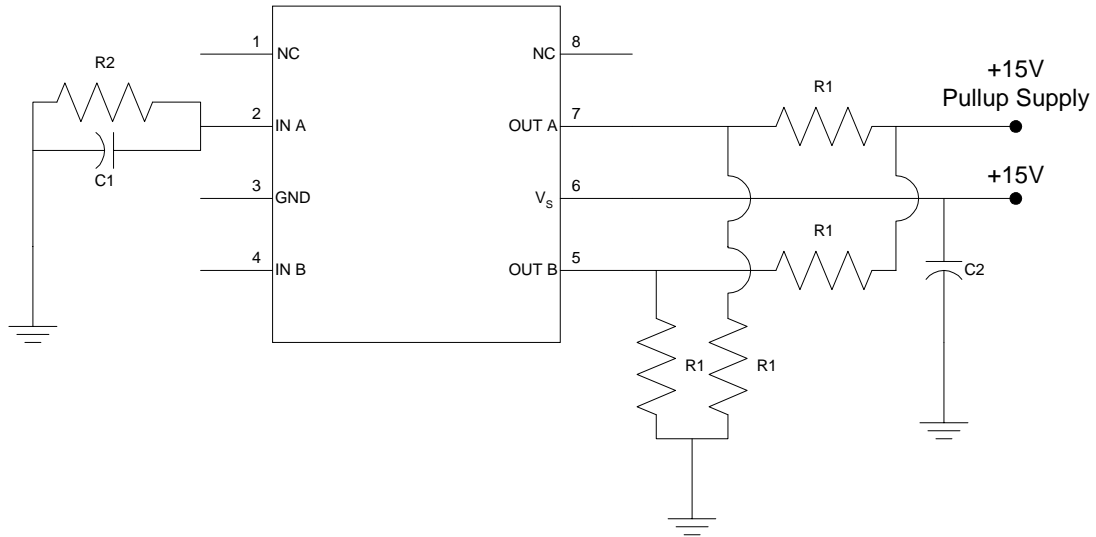 1
NC
NC
8
R2
+15V
Pullup Supply
R1
2
IN A
OUT A
7
C1
+15V
3
GND
VS
6
R1
4
IN B
OUT B
5
C2
R1
R1